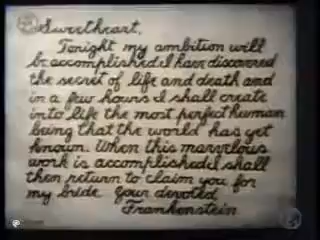 Sweetheart,
Tonight my ambition will
be accomplished. I have discovered
the secret of life and death and
in a few hours I shall create
into life the most perfect human
being that the world has yet
known. When this marvelous
work is accomplished I shall
then return to claim you for
my bride. Your devoted
Frankenstein